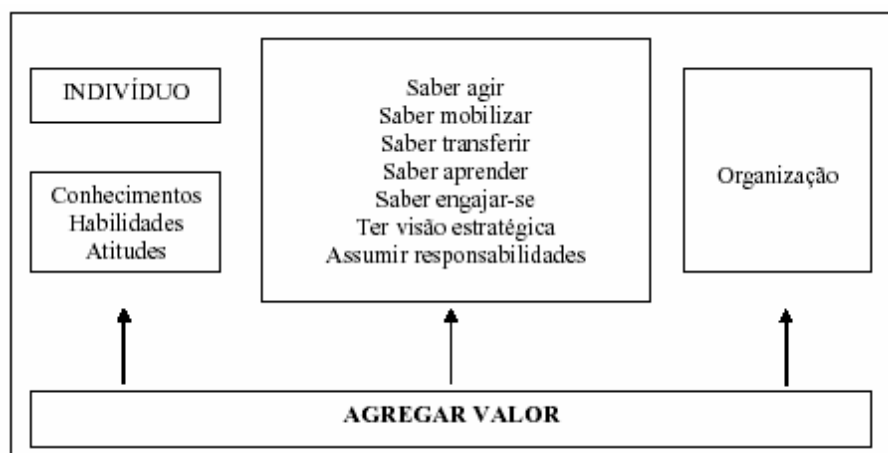 INDIVÍDUO
Conhecimentos
Habilidades
Atitudes
Saber agir
Saber mobilizar
Saber transferir
Saber aprender
Saber engajar-se
Ter visão estratégica
Assumir responsabilidades
Organização
AGREGAR VALOR